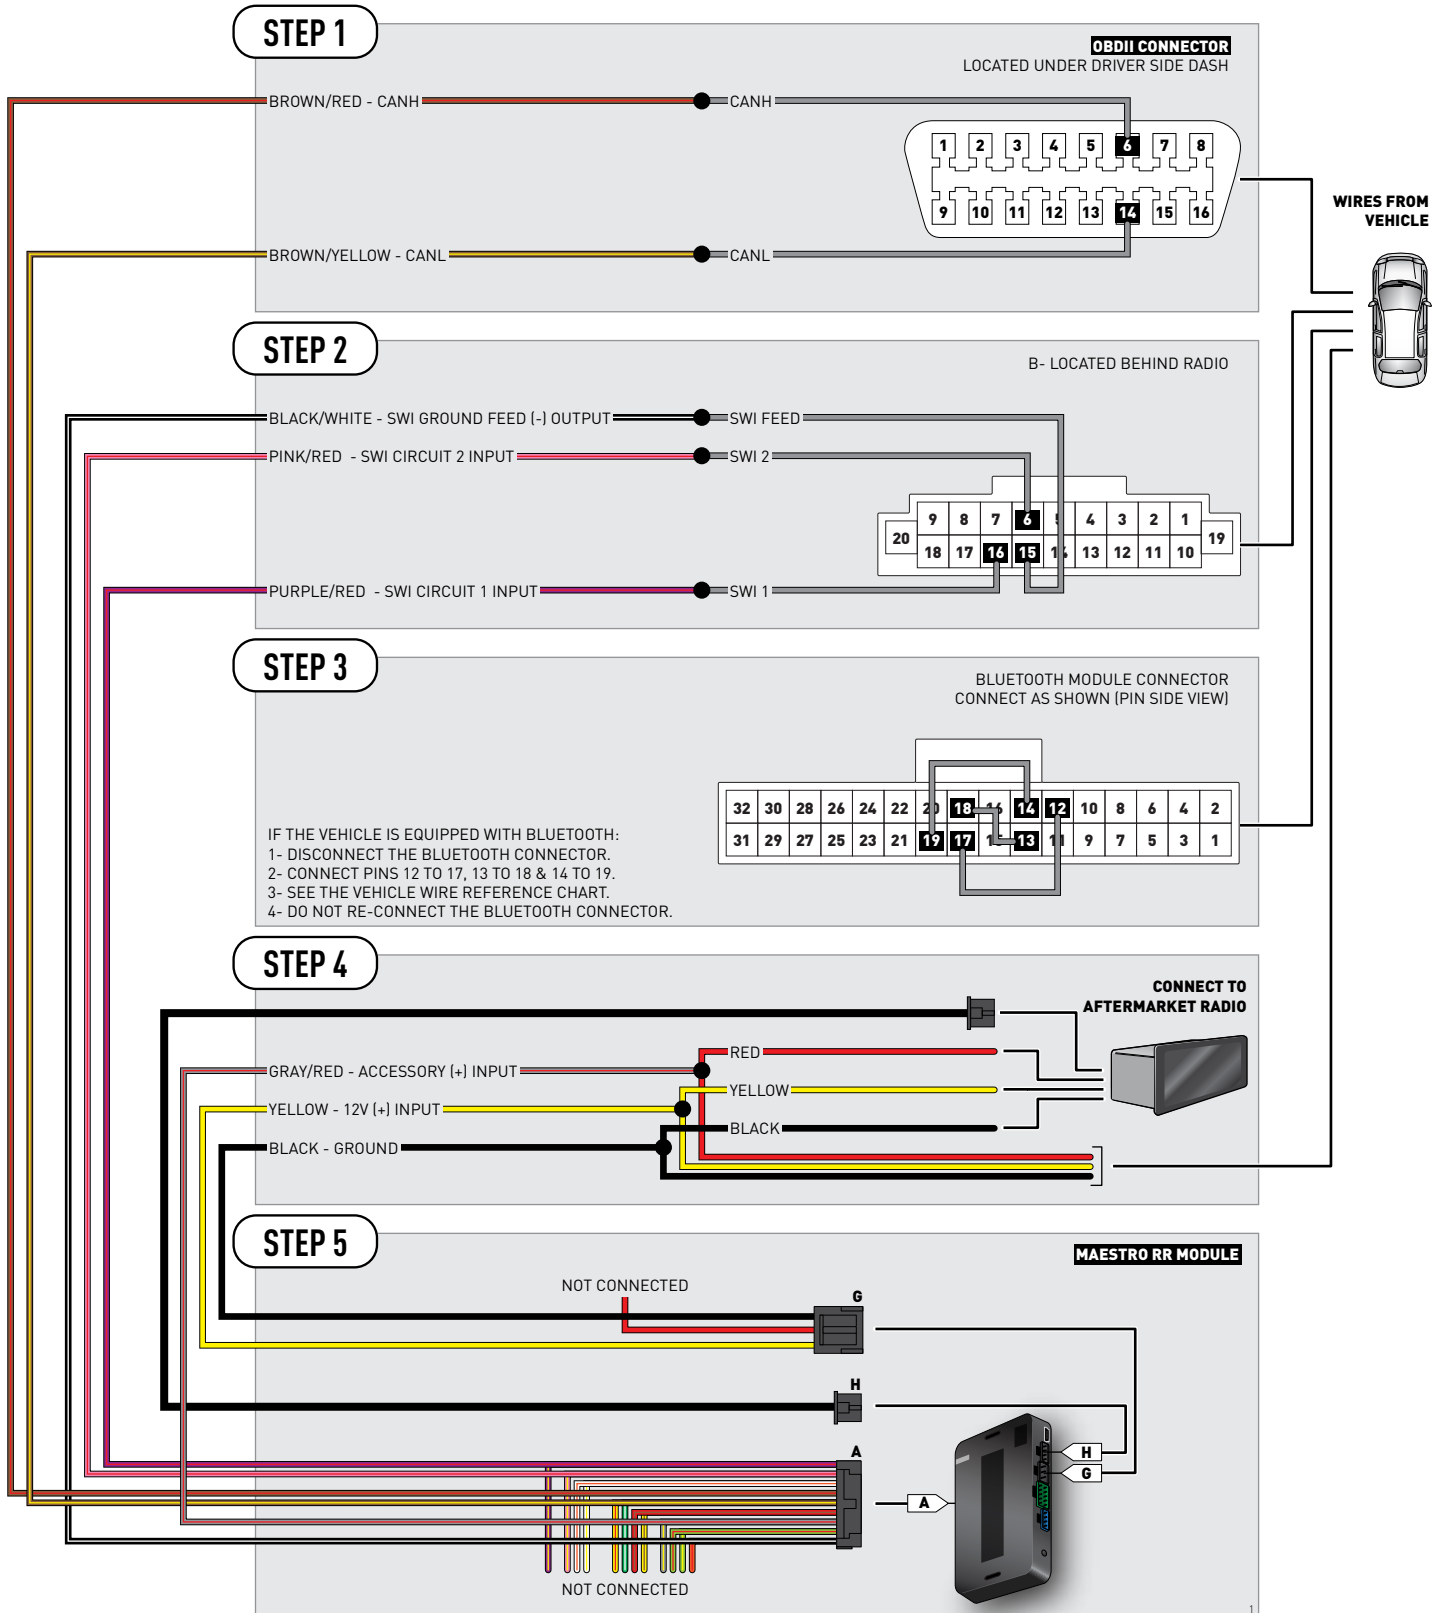 STEP 1
OBDII CONNECTOR
LOCATED UNDER DRIVER SIDE DASH
BROWN/RED - CANH
CANH
1 2 3 4 5 6 7 8
9 10 11 12 13 14 15 16
WIRES FROM
VEHICLE
BROWN/YELLOW - CANL
CANL
STEP 2
B- LOCATED BEHIND RADIO
BLACK/WHITE - SWI GROUND FEED (-) OUTPUT
SWI FEED
PINK/RED - SWI CIRCUIT 2 INPUT
SWI 2
9 8 7 6 5 4 3 2 1
20 19
18 17 16 15 14 13 12 11 10
PURPLE/RED - SWI CIRCUIT 1 INPUT
SWI 1
STEP 3
BLUETOOTH MODULE CONNECTOR
CONNECT AS SHOWN (PIN SIDE VIEW)
32 30 28 26 24 22 20 18 16 14 12 10 8 6 4 2
31 29 27 25 23 21 19 17 15 13 11 9 7 5 3 1
IF THE VEHICLE IS EQUIPPED WITH BLUETOOTH:
1- DISCONNECT THE BLUETOOTH CONNECTOR.
2- CONNECT PINS 12 TO 17, 13 TO 18 & 14 TO 19.
3- SEE THE VEHICLE WIRE REFERENCE CHART.
4- DO NOT RE-CONNECT THE BLUETOOTH CONNECTOR.
STEP 4
CONNECT TO
AFTERMARKET RADIO
RED
GRAY/RED - ACCESSORY (+) INPUT
YELLOW
YELLOW - 12V (+) INPUT
BLACK
BLACK - GROUND
STEP 5
MAESTRO RR MODULE
NOT CONNECTED
G
H
A
H
G
A
NOT CONNECTED
1